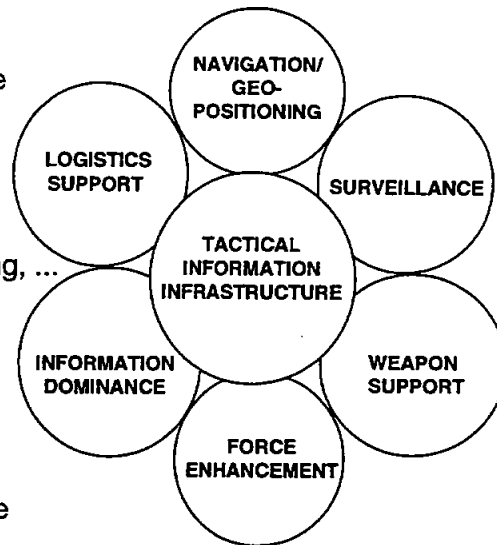 e
NAVIGATION/
GEO-
POSITIONING
LOGISTICS
SUPPORT
SURVEILLANCE
g, ...
TACTICAL
INFORMATION
INFRASTRUCTURE
INFORMATION
DOMINANCE
WEAPON
SUPPORT
FORCE
ENHANCEMENT
e